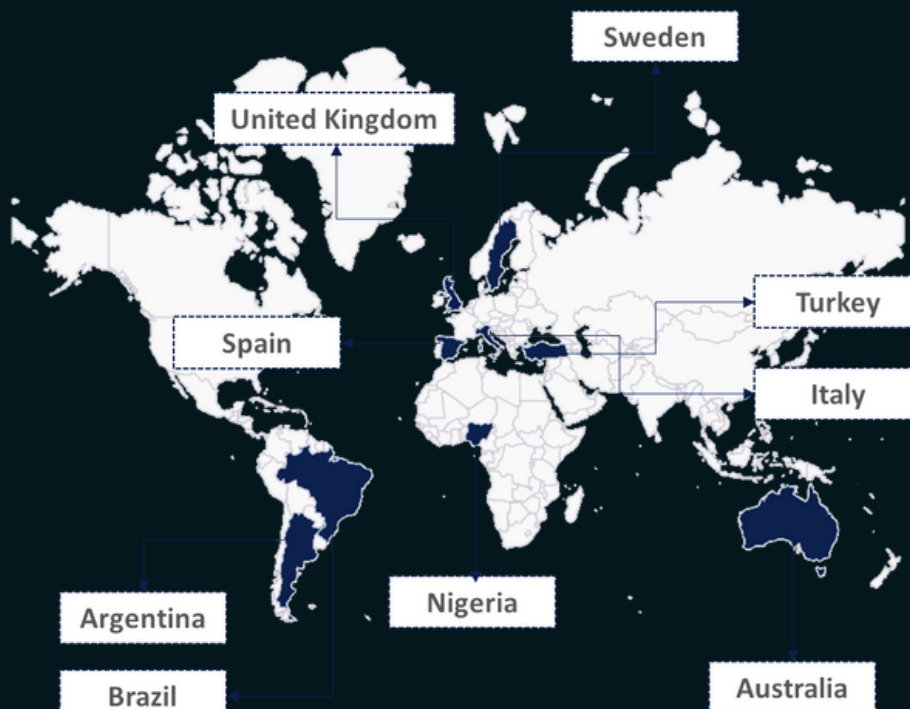 Sweden
United Kingdom
Turkey
Spain
Italy
Nigeria
Argentina
Australia
Brazil